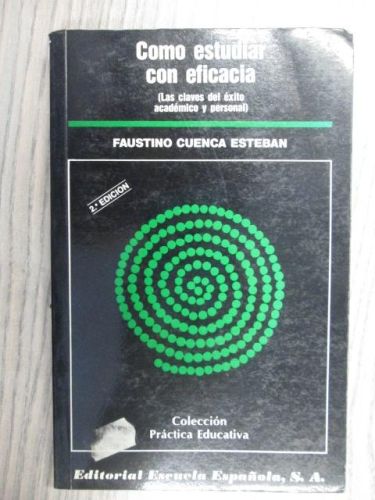 Como estudiar
con eficacia
(Las claves del éxito
académico y personal)
FAUSTINO CUENCA ESTEBAN
2.ª EDICION
Colección
Práctica Educativa
Editorial Escuela Española, S. A.